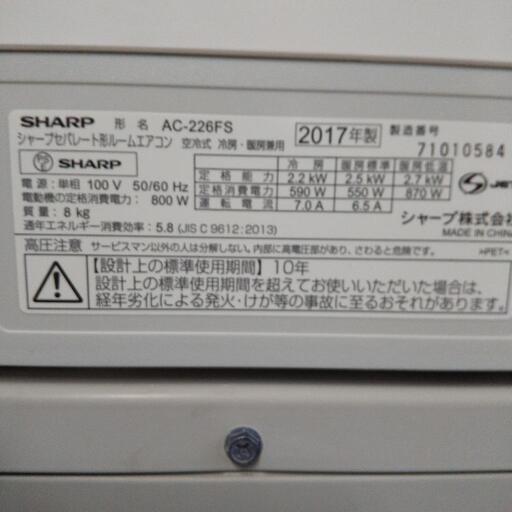 SHARP 形名 AC-226FS 2017年製 製造番号
シャープセパレート形ルームエアコン 空冷式 冷房・暖房兼用 71010584
PS E SHARP
冷房 暖房標準 暖房低温
定格能力 2.2 kW 2.5 kW 2.7 kW
電源:単相 100 V 50/60 Hz 定格消費電力 590 W 550 W 870 W
電動機の定格消費電力: 800 W 運転電流 7.0 A 6.5 A
質量:8 kg シャープ株式会
通年エネルギー消費効率:5.8 (JIS C 9612:2013) MADE IN CHIN
高圧注意 サービスマン以外の人は分解しない。内部に高電圧部があり、さわると危険です。 >PET<
【設計上の標準使用期間】10年
設計上の標準使用期間を超えてお使いいただいた場合は、
経年劣化による発火・けが等の事故に至るおそれがあります。